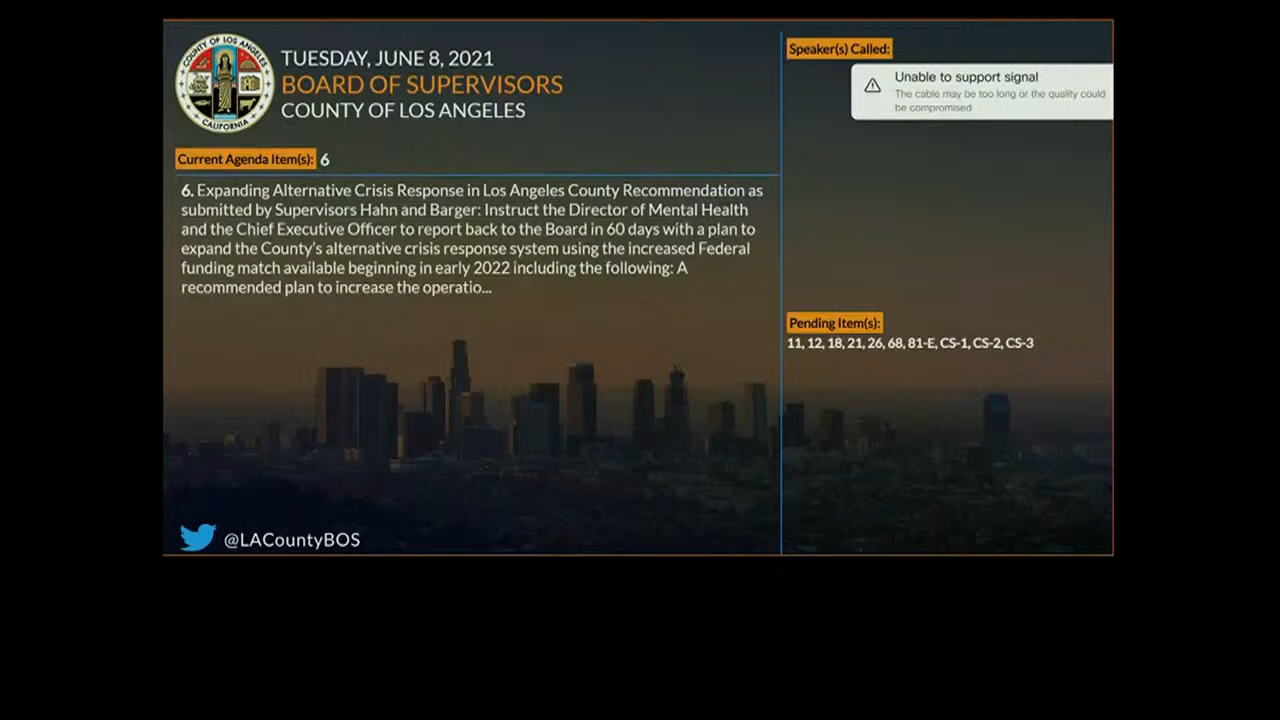 COUNTY OF LOS ANGELES
CALIFORNIA
TUESDAY, JUNE 8, 2021
BOARD OF SUPERVISORS
COUNTY OF LOS ANGELES
Current Agenda Item(s): 6
6. Expanding Alternative Crisis Response in Los Angeles County Recommendation as
submitted by Supervisors Hahn and Barger: Instruct the Director of Mental Health
and the Chief Executive Officer to report back to the Board in 60 days with a plan to
expand the County's alternative crisis response system using the increased Federal
funding match available beginning in early 2022 including the following: A
recommended plan to increase the operatio...
@LACountyBOS
Speaker(s) Called:
Unable to support signal
The cable may be too long or the quality could
be compromised
Pending Item(s):
11, 12, 18, 21, 26, 68, 81-E, CS-1, CS-2, CS-3